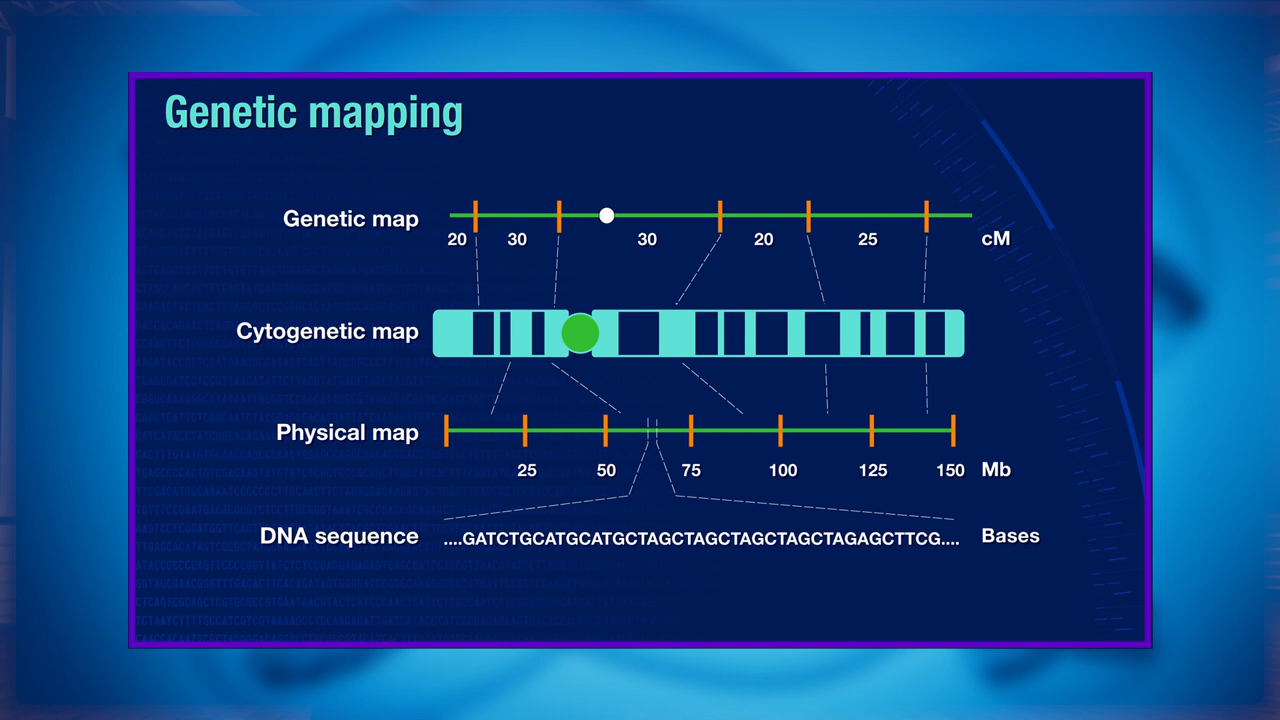 Genetic mapping
Genetic map
20 30 30 20 25 cM
Cytogenetic map
Physical map
25 50 75 100 125 150 Mb
DNA sequence ....GATCTGCATGCATGCTAGCTAGCTAGCTAGCTAGAGCTTCG.... Bases